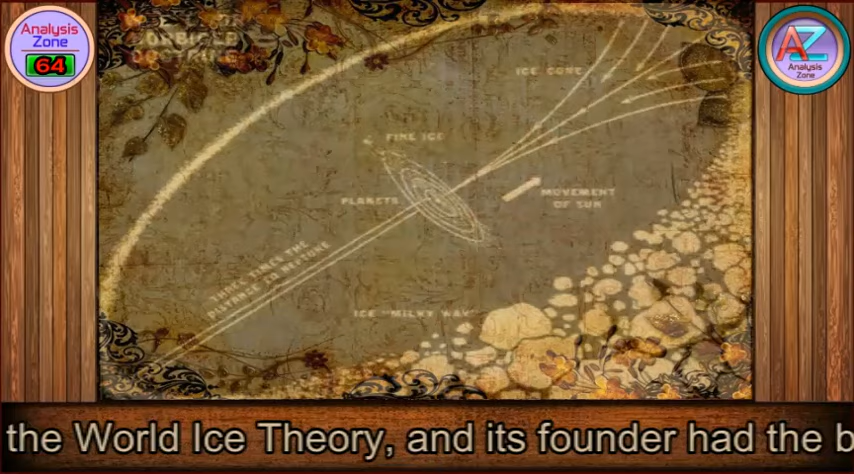 Analysis
Zone
64
AZ
Analysis
Zone
ICE CONE
FINE ICE
PLANETS
MOVEMENT
OF SUN
THREE TIMES THE
DISTANCE TO NEPTUNE
ICE "MILKY WAY"
the World Ice Theory, and its founder had the b